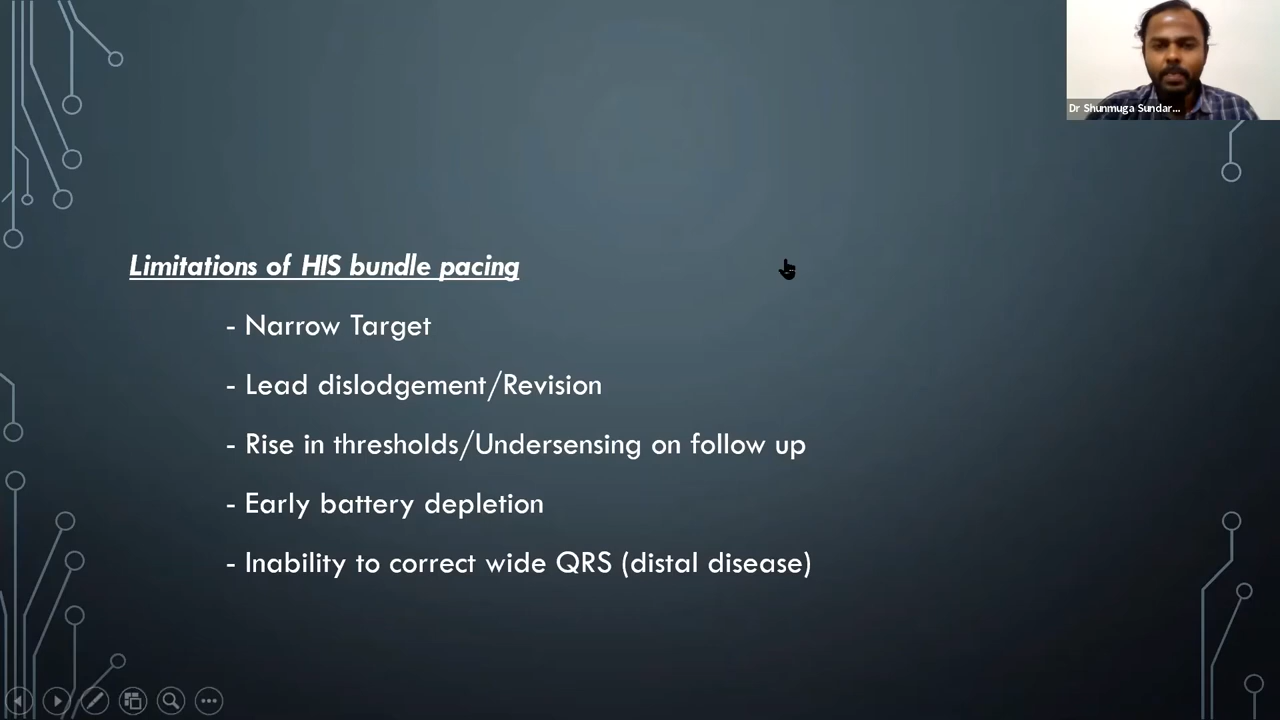 Dr Shunmuga Sundar...
Limitations of HIS bundle pacing
- Narrow Target
- Lead dislodgement/Revision
- Rise in thresholds/Undersensing on follow up
- Early battery depletion
- Inability to correct wide QRS (distal disease)